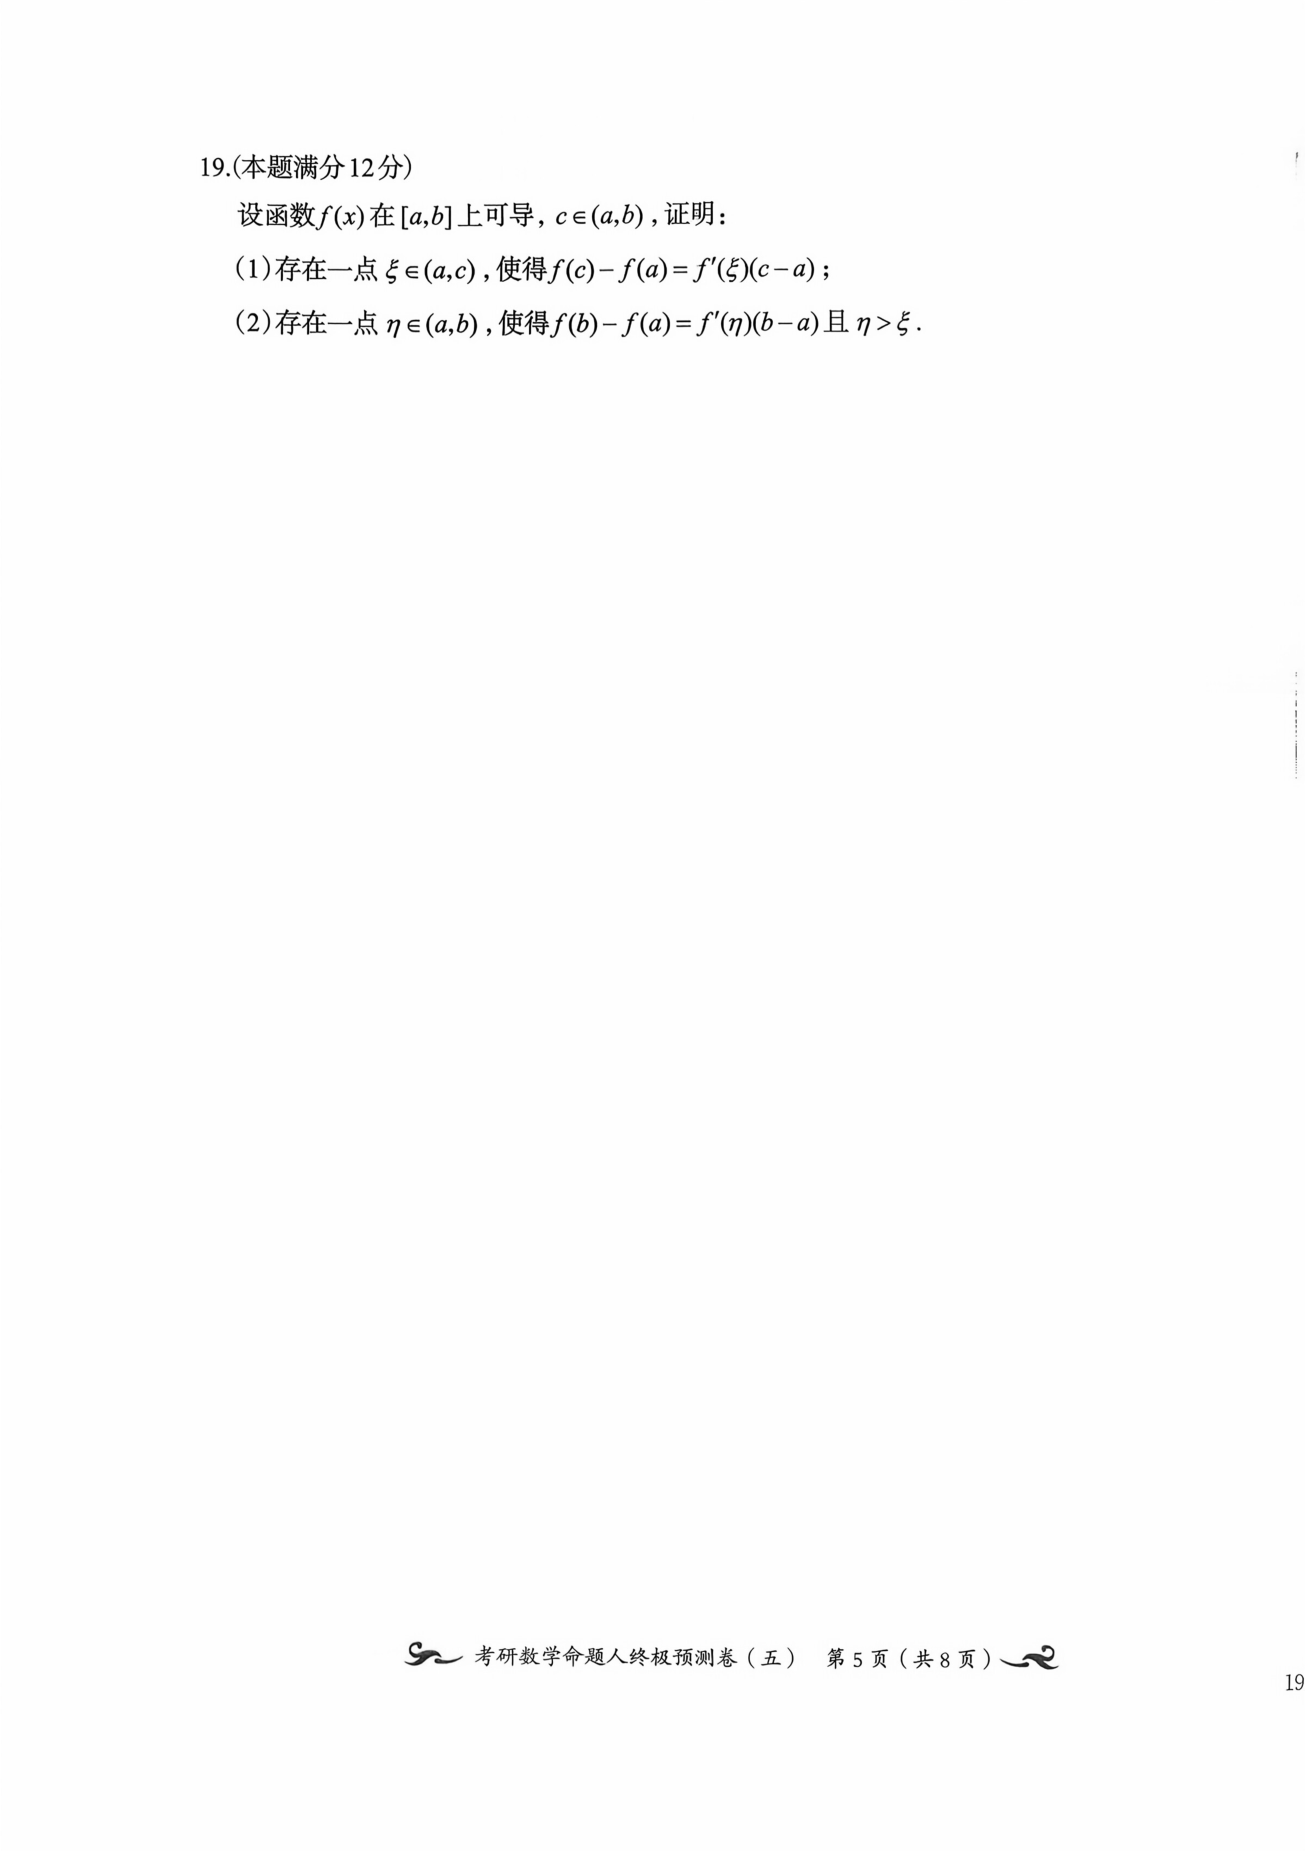 19.(本题满分12分)
设函数f(x)在[a,b]上可导,c∈(a,b),证明:
(1)存在一点ξ∈(a,c),使得f(c)-f(a)=f′(ξ)(c-a);
(2)存在一点η∈(a,b),使得f(b)-f(a)=f′(η)(b-a)且η>ξ.
考研数学命题人终极预测卷(五) 第5页(共8页)
19